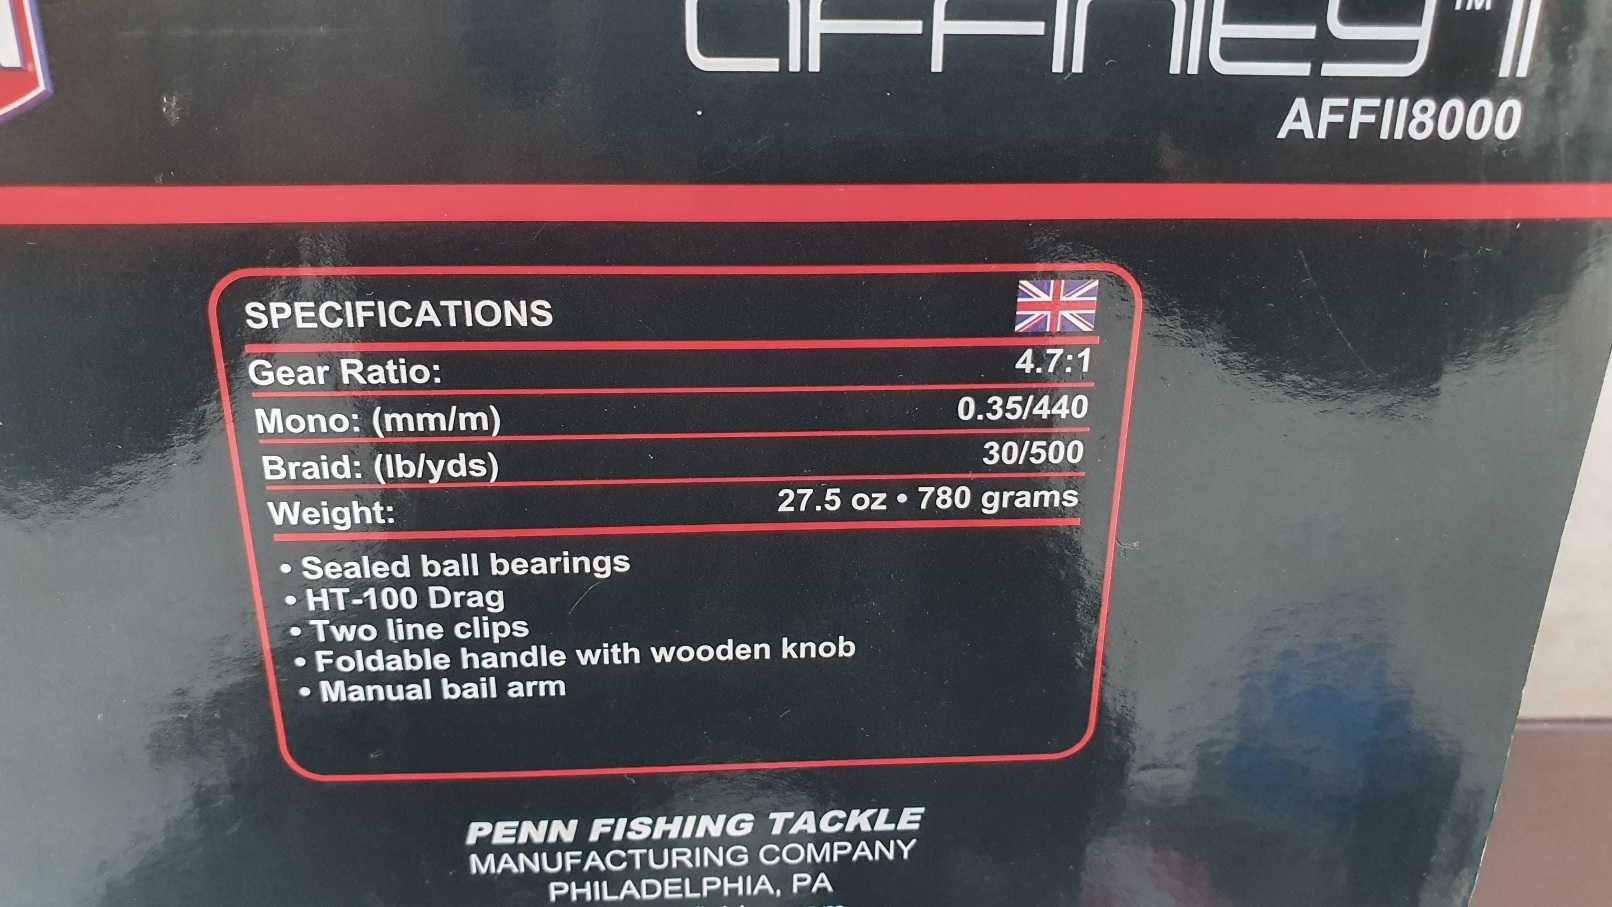 affinity™ II
AFFII8000
SPECIFICATIONS
Gear Ratio: 4.7:1
Mono: (mm/m) 0.35/440
Braid: (lb/yds) 30/500
Weight: 27.5 oz • 780 grams
• Sealed ball bearings
• HT-100 Drag
• Two line clips
• Foldable handle with wooden knob
• Manual bail arm
PENN FISHING TACKLE
MANUFACTURING COMPANY
PHILADELPHIA, PA